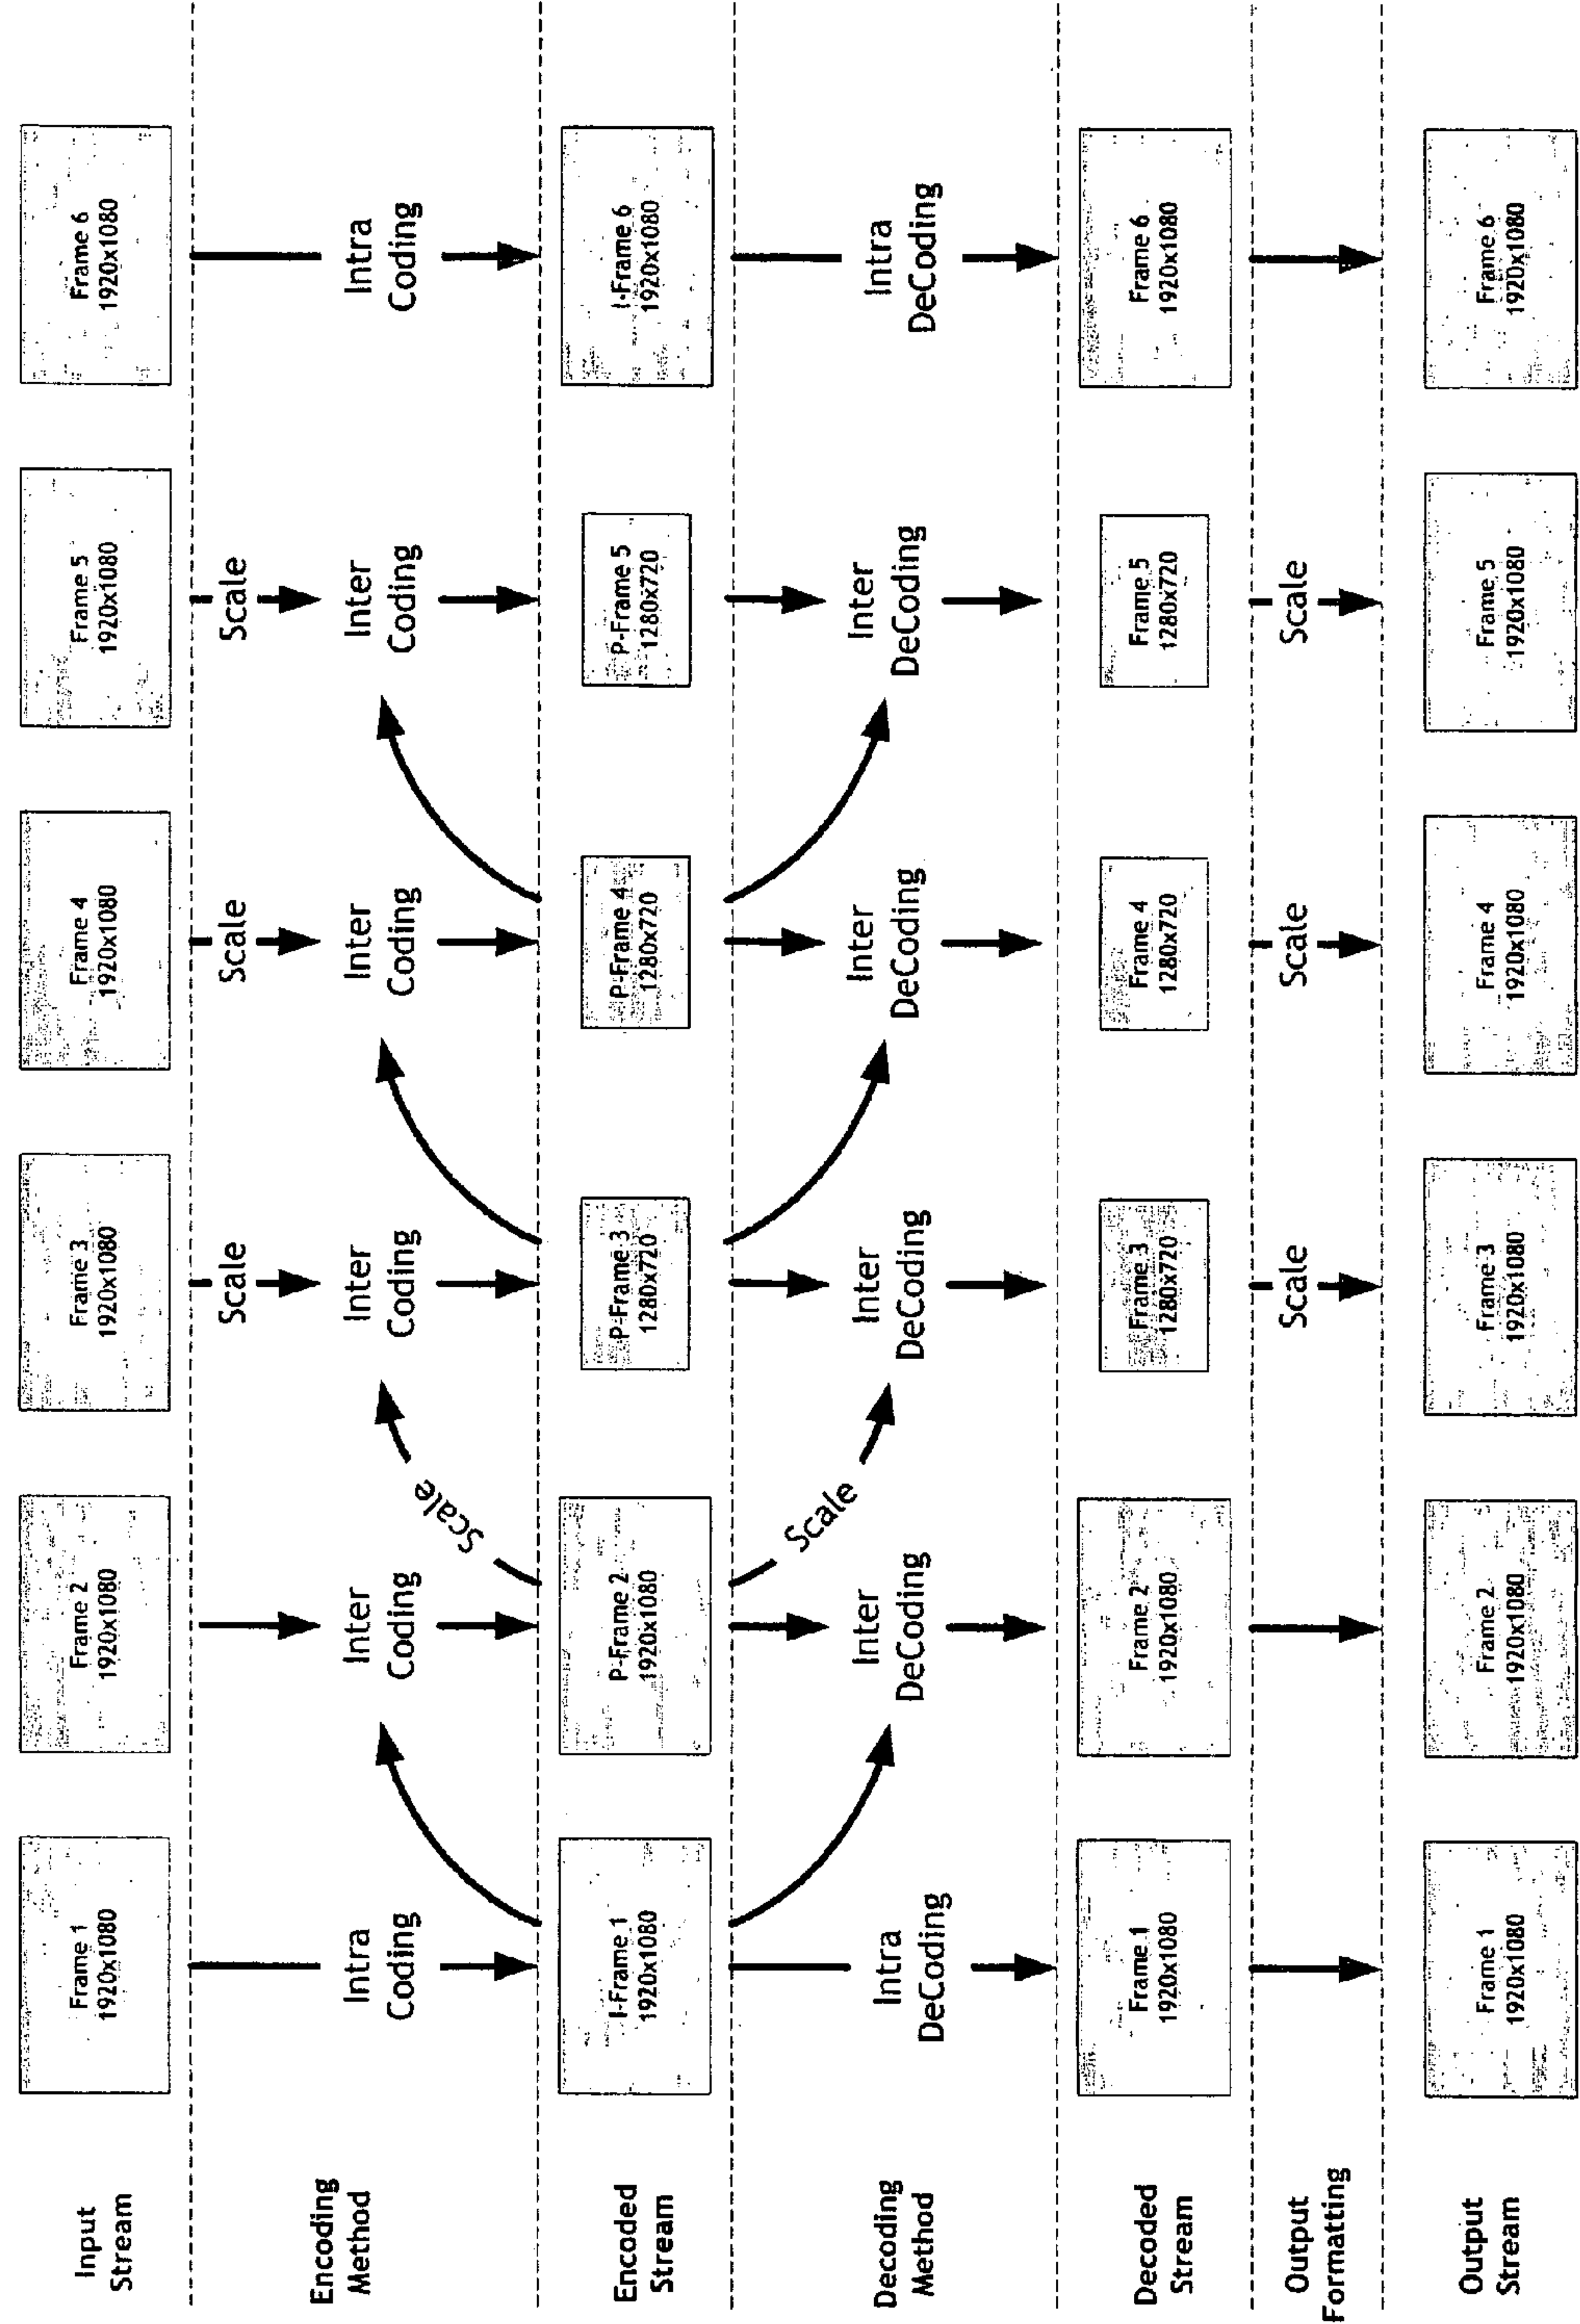 Input
Stream
Frame 1
1920x1080
Frame 2
1920x1080
Frame 3
1920x1080
Frame 4
1920x1080
Frame 5
1920x1080
Frame 6
1920x1080
Encoding
Method
Scale
Scale
Scale
Intra
Coding
Inter
Coding
Scale
Inter
Coding
Inter
Coding
Inter
Coding
Intra
Coding
Encoded
Stream
I-Frame 1
1920x1080
P-Frame 2
1920x1080
P-Frame 3
1280x720
P-Frame 4
1280x720
P-Frame 5
1280x720
I-Frame 6
1920x1080
Decoding
Method
Intra
DeCoding
Inter
DeCoding
Scale
Inter
DeCoding
Inter
DeCoding
Inter
DeCoding
Intra
DeCoding
Decoded
Stream
Frame 1
1920x1080
Frame 2
1920x1080
Frame 3
1280x720
Frame 4
1280x720
Frame 5
1280x720
Frame 6
1920x1080
Output
Formatting
Scale
Scale
Scale
Output
Stream
Frame 1
1920x1080
Frame 2
1920x1080
Frame 3
1920x1080
Frame 4
1920x1080
Frame 5
1920x1080
Frame 6
1920x1080